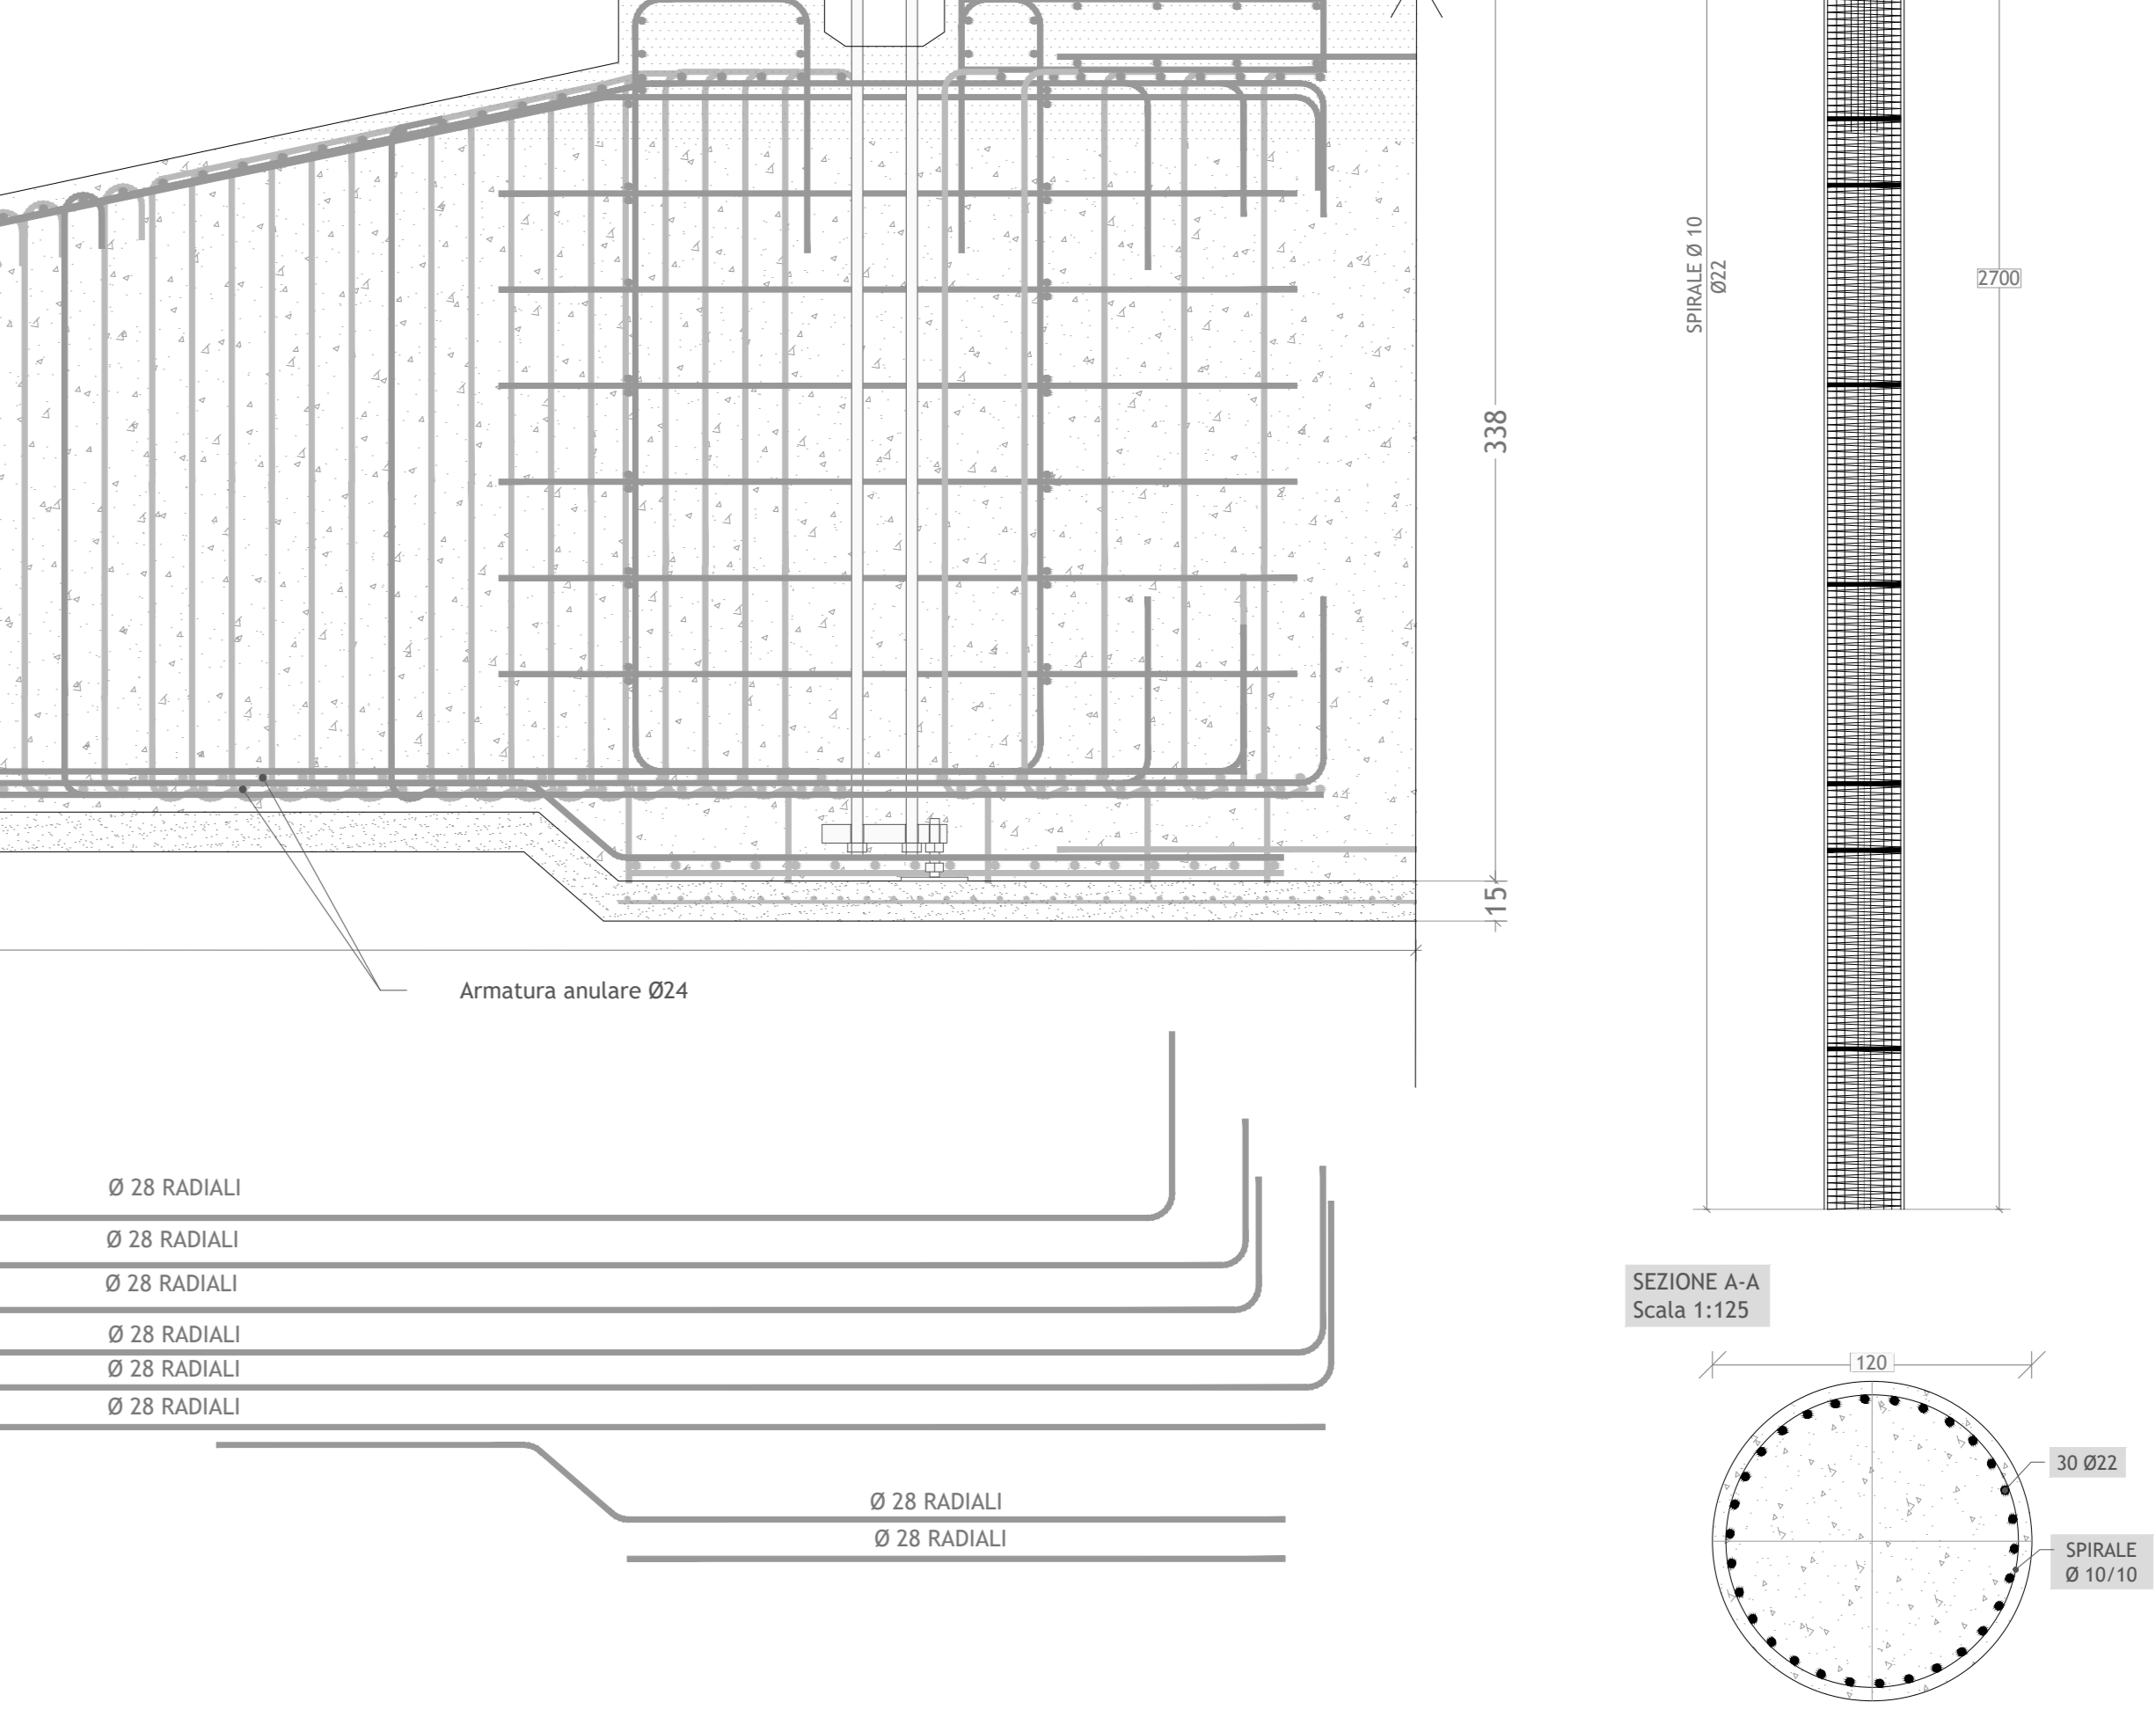 SPIRALE Ø 10
Ø22
2700
338
15
Armatura anulare Ø24
Ø 28 RADIALI
Ø 28 RADIALI
Ø 28 RADIALI
Ø 28 RADIALI
Ø 28 RADIALI
Ø 28 RADIALI
Ø 28 RADIALI
Ø 28 RADIALI
SEZIONE A-A
Scala 1:125
120
30 Ø22
SPIRALE
Ø 10/10